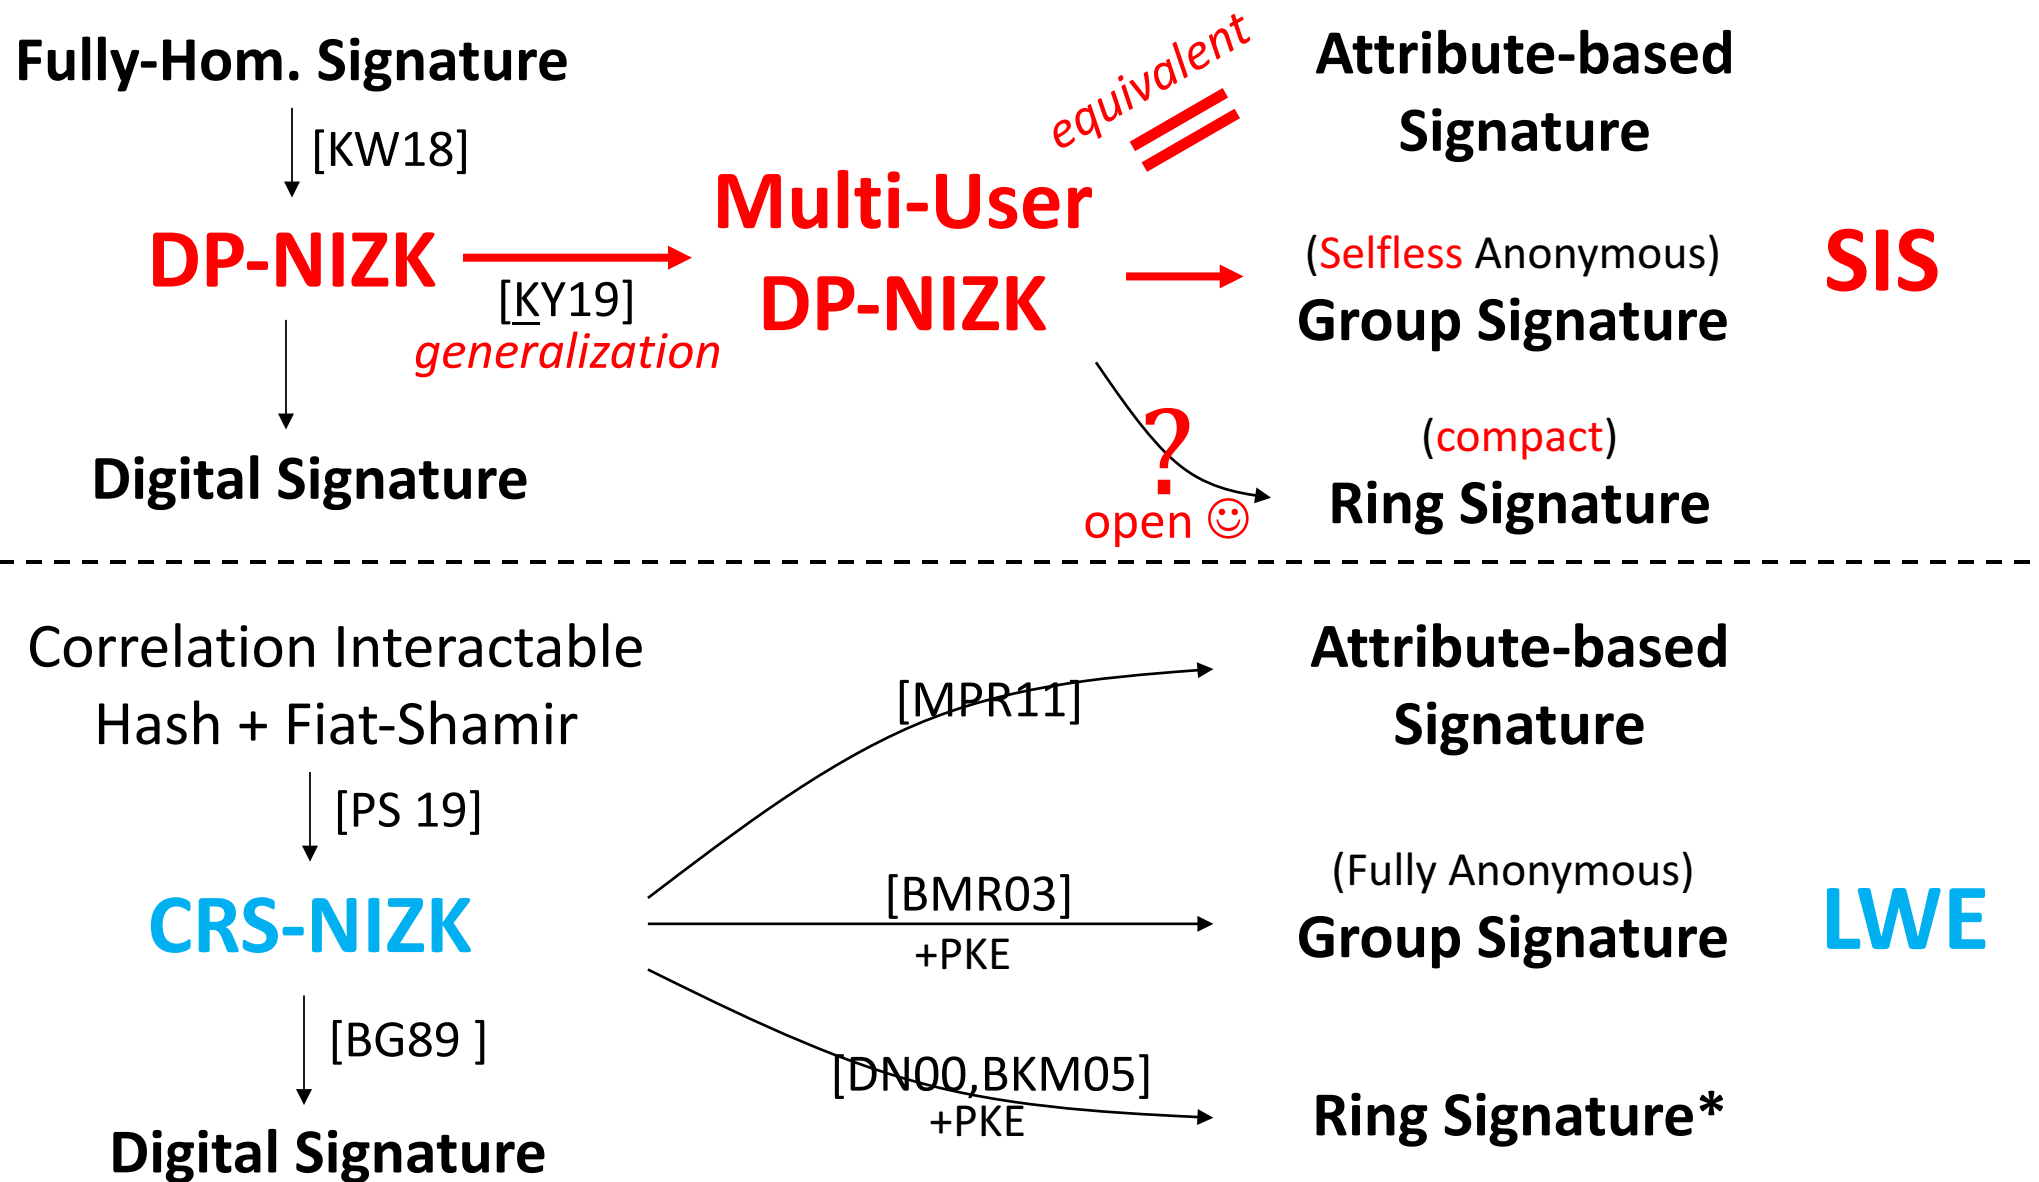 Fully-Hom. Signature
[KW18]
DP-NIZK
[KY19]
generalization
Digital Signature
Multi-User
DP-NIZK
equivalent
Attribute-based
Signature
(Selfless Anonymous)
Group Signature
SIS
?
open ☺
(compact)
Ring Signature
Correlation Interactable
Hash + Fiat-Shamir
[PS 19]
CRS-NIZK
[BG89 ]
Digital Signature
[MPR11]
Attribute-based
Signature
[BMR03]
+PKE
(Fully Anonymous)
Group Signature
LWE
[DN00,BKM05]
+PKE
Ring Signature*